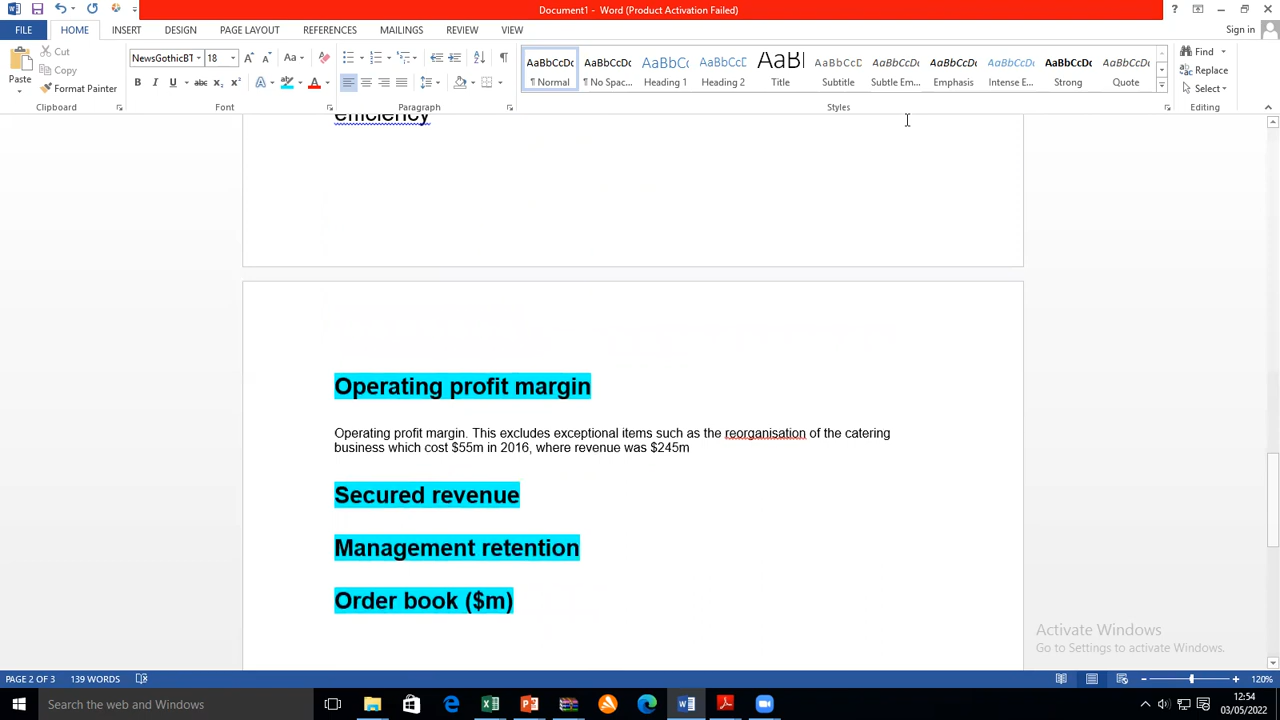 Document1 - Word (Product Activation Failed)
FILE HOME INSERT DESIGN PAGE LAYOUT REFERENCES MAILINGS REVIEW VIEW Sign in
Paste Cut Copy Format Painter Clipboard
NewsGothicBT 18 Aa Font
Paragraph
AaBbCcDc AaBbCcDc AaBbCc AaBbCcC AaBl AaBbCcD AaBbCcDc AaBbCcDc AaBbCcDc AaBbCcDc AaBbCcDc
¶ Normal ¶ No Spac... Heading 1 Heading 2 Title Subtitle Subtle Em... Emphasis Intense E... Strong Quote
Styles
Find Replace Select Editing
efficiency
Operating profit margin
Operating profit margin. This excludes exceptional items such as the reorganisation of the catering
business which cost $55m in 2016, where revenue was $245m
Secured revenue
Management retention
Order book ($m)
Activate Windows
Go to Settings to activate Windows.
PAGE 2 OF 3 139 WORDS 120%
Search the web and Windows
12:54
03/05/2022